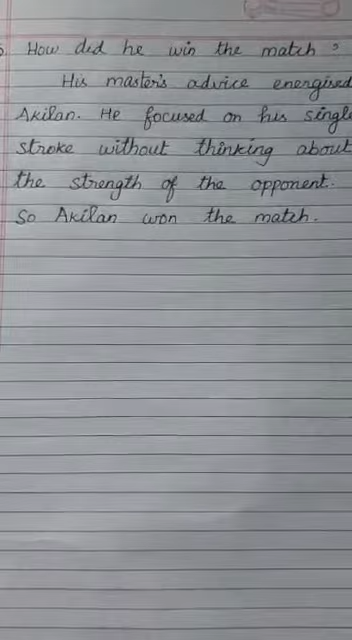 5. How did he win the match ?
His master's advice energised
Akilan. He focused on his single
stroke without thinking about
the strength of the opponent.
So Akilan won the match.